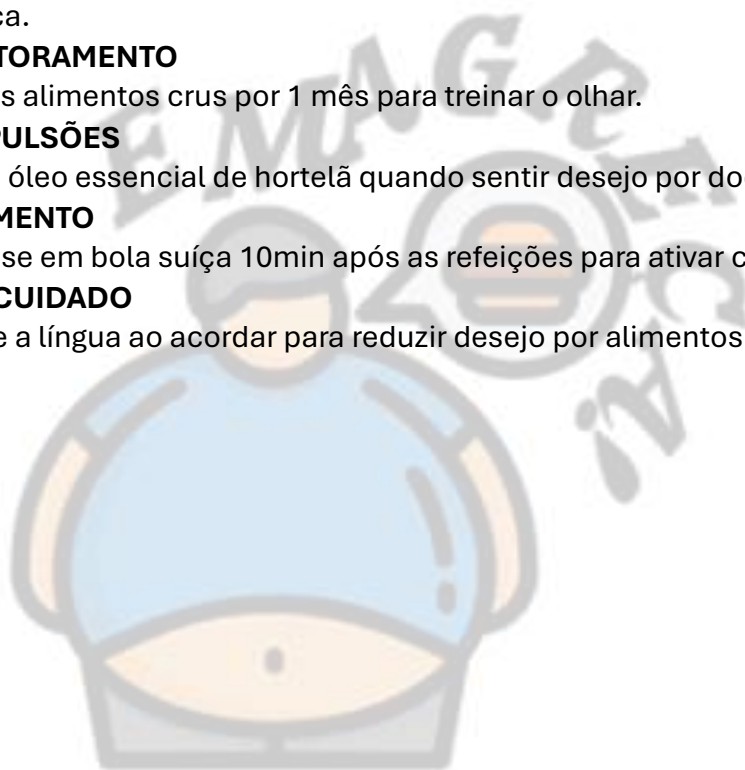 ca.
TORAMENTO
s alimentos crus por 1 mês para treinar o olhar.
PULSÕES
óleo essencial de hortelã quando sentir desejo por do
MENTO
se em bola suíça 10min após as refeições para ativar c
CUIDADO
e a língua ao acordar para reduzir desejo por alimentos
EMAGREÇA!